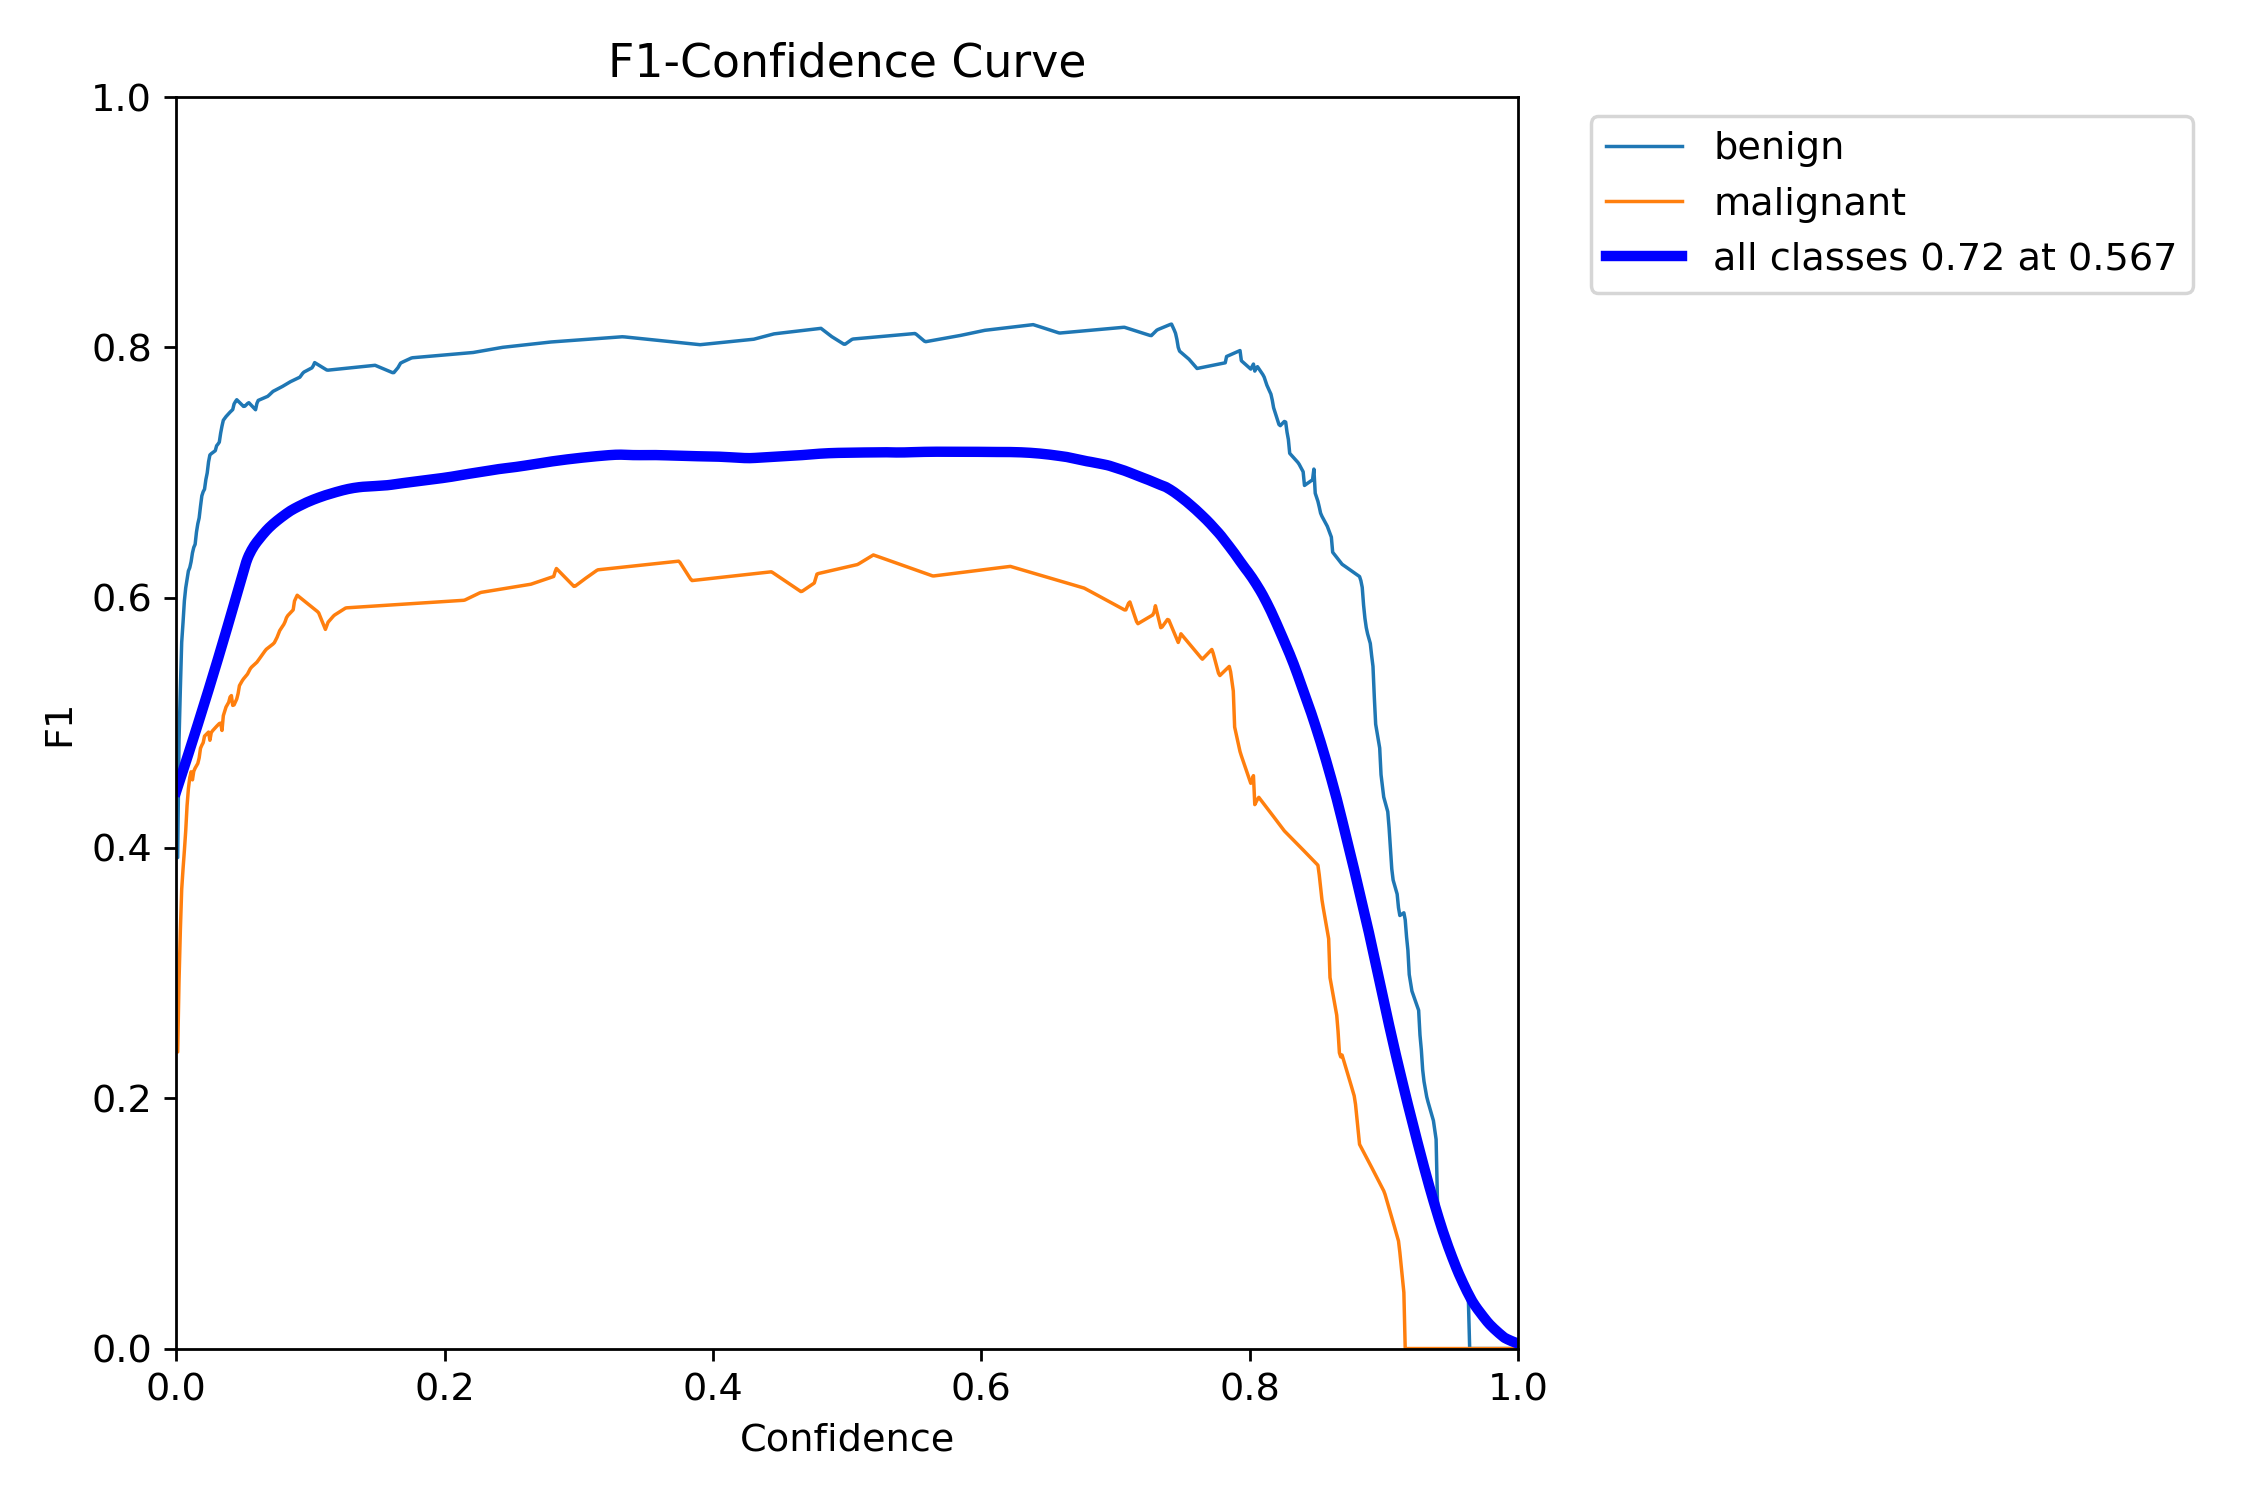 F1-Confidence Curve
1.0
0.8
0.6
0.4
0.2
0.0
F1
0.0 0.2 0.4 0.6 0.8 1.0
Confidence
benign
malignant
all classes 0.72 at 0.567